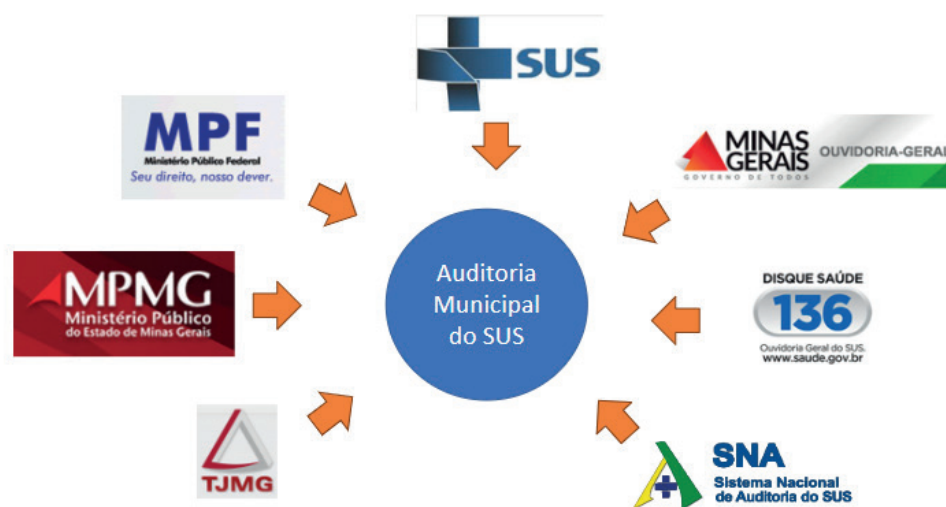 SUS
MPF
Ministério Público Federal
Seu direito, nosso dever.
MINAS
GERAIS
GOVERNO DE TODOS
OUVIDORIA-GERAL
MPMG
Ministério Público
do Estado de Minas Gerais
Auditoria
Municipal
do SUS
DISQUE SAÚDE
136
Ouvidoria Geral do SUS.
www.saude.gov.br
TJMG
SNA
Sistema Nacional
de Auditoria do SUS